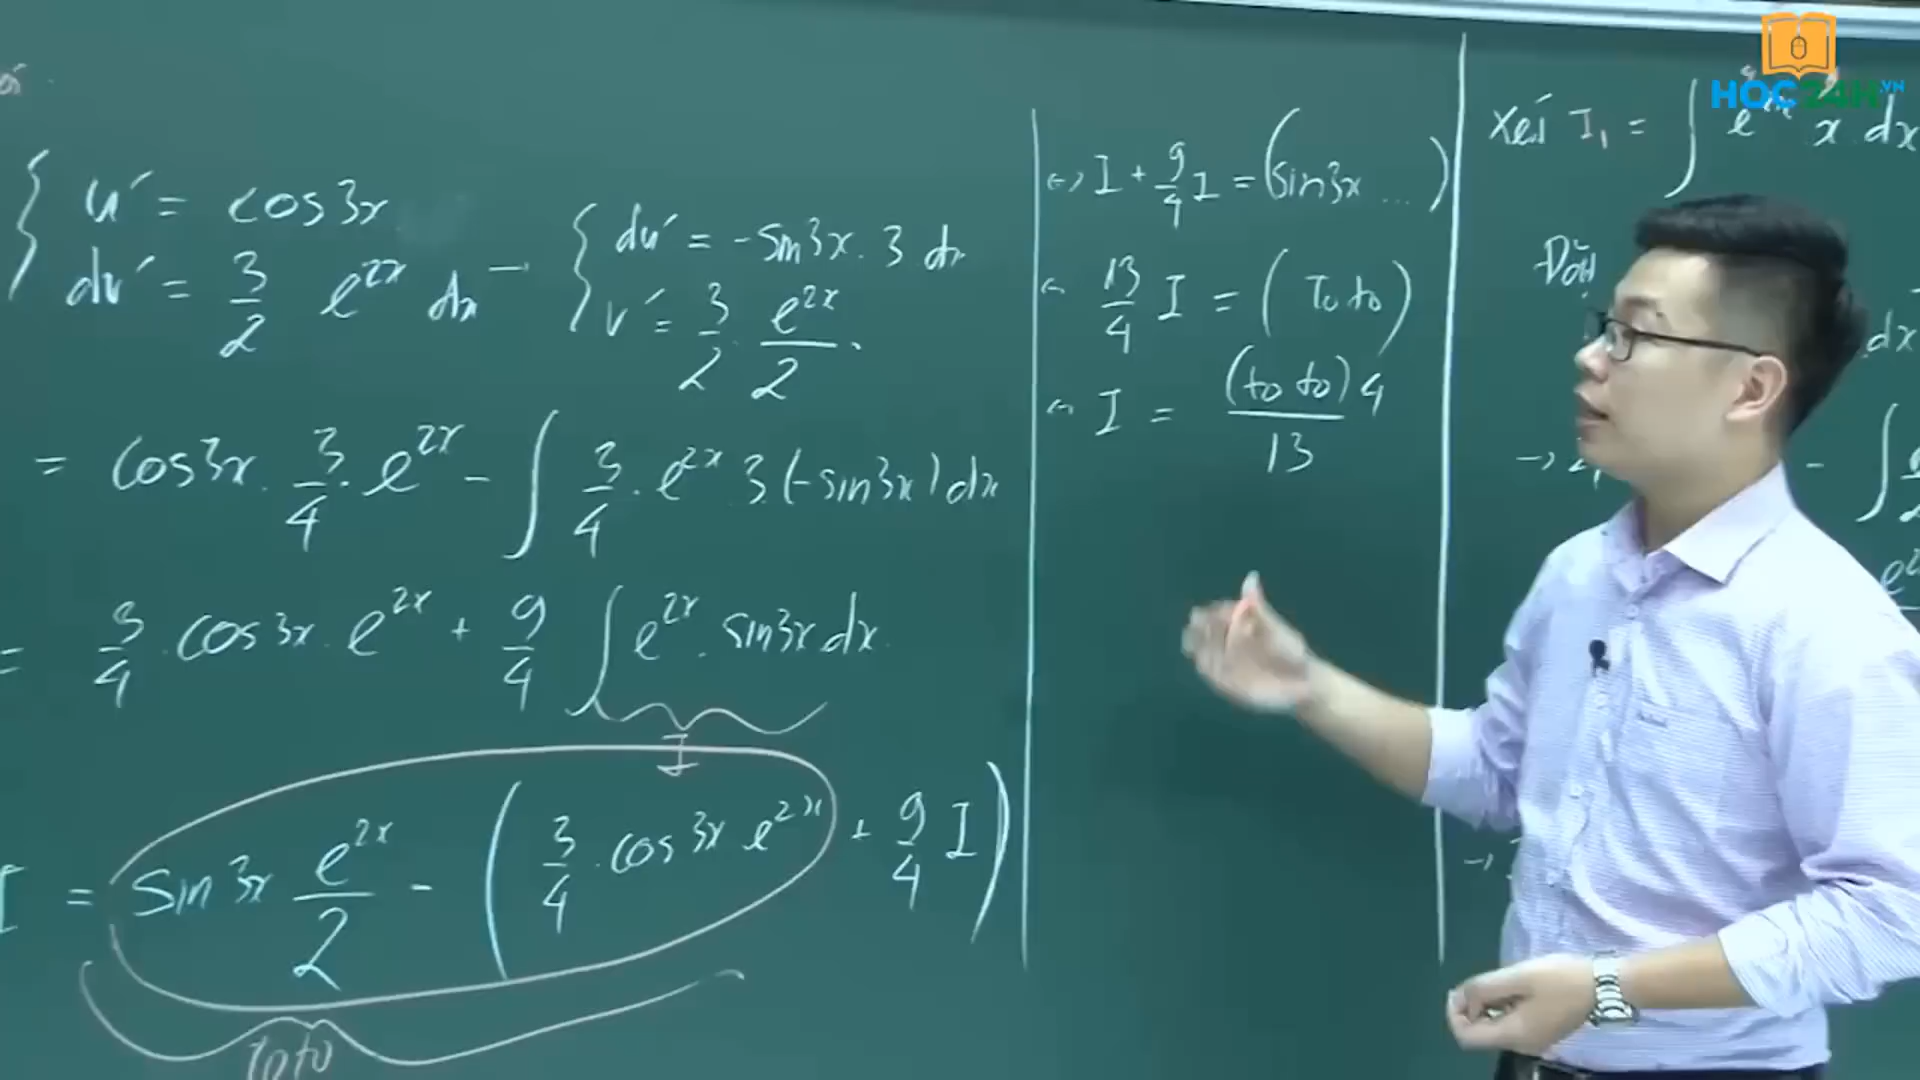 { u' = cos3x
dv' = 3/2 e^2x dx → { du' = -sin3x.3 dx
v' = 3/2 . e^2x/2 .
= cos3x . 3/4 . e^2x - ∫ 3/4 . e^2x 3(-sin3x)dx
= 3/4 . cos3x . e^2x + 9/4 ∫ e^2x . sin3x dx.
I
I = sin3x e^2x/2 - ( 3/4 . cos3x e^2x + 9/4 I )
to to
↔ I + 9/4 I = (sin3x ...)
↔ 13/4 I = ( To to )
↔ I = (to to)4/13
HOC24H.VN
Xét I₁ = ∫ x dx
Đặt
dx
- ∫